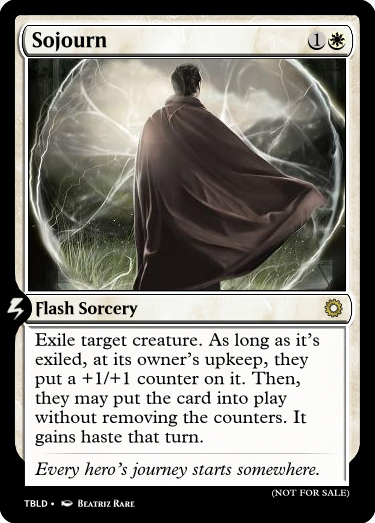 Sojourn 1
Flash Sorcery
Exile target creature. As long as it's
exiled, at its owner's upkeep, they
put a +1/+1 counter on it. Then,
they may put the card into play
without removing the counters. It
gains haste that turn.
Every hero's journey starts somewhere.
(NOT FOR SALE)
TBLD • Beatriz Rare